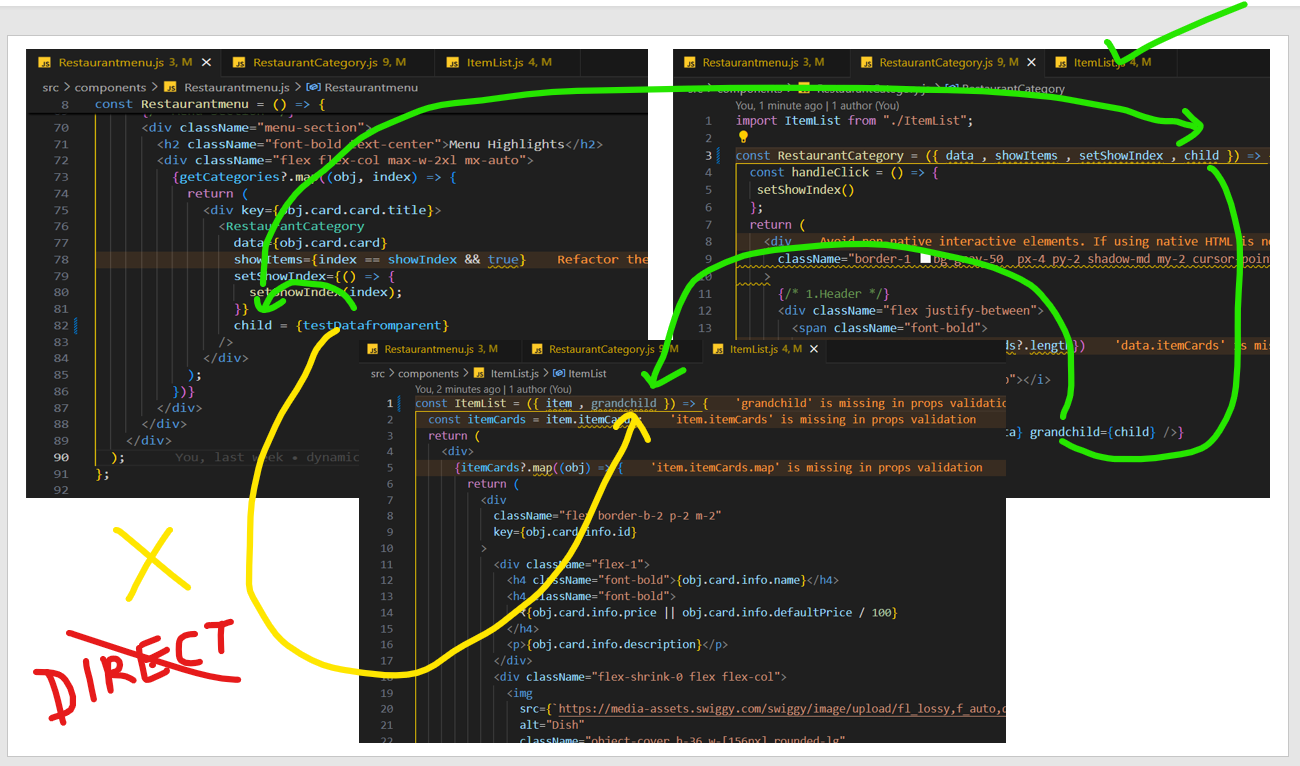 Restaurantmenu.js 3, M
RestaurantCategory.js 9, M
ItemList.js 4, M
src > components > Restaurantmenu.js > Restaurantmenu
8 const Restaurantmenu = () => {
70 <div className="menu-section">
71 <h2 className="font-bold text-center">Menu Highlights</h2>
72 <div className="flex flex-col max-w-2xl mx-auto">
73 {getCategories?.map((obj, index) => {
74 return (
75 <div key={obj.card.card.title}>
76 <RestaurantCategory
77 data={obj.card.card}
78 showItems={index == showIndex && true} Refactor the
79 setShowIndex={() => {
80 setShowIndex(index);
81 }}
82 child = {testDatafromparent}
83 />
84 </div>
85 );
86 })}
87 </div>
88 </div>
89 </div>
90 ); You, last week • dynamic
91 };
92
Restaurantmenu.js 3, M
RestaurantCategory.js 9, M
ItemList.js 4, M
src > components > RestaurantCategory.js > RestaurantCategory
You, 1 minute ago | 1 author (You)
1 import ItemList from "./ItemList";
2
3 const RestaurantCategory = ({ data , showItems , setShowIndex , child }) =>
4 const handleClick = () => {
5 setShowIndex()
6 };
7 return (
8 <div Avoid non-native interactive elements. If using native HTML is no
9 className="border-1 bg-gray-50 px-4 py-2 shadow-md my-2 cursor-point
10 >
11 {/* 1.Header */}
12 <div className="flex justify-between">
13 <span className="font-bold">
ds?.length}) 'data.itemCards' is mis
"></i>
ta} grandchild={child} />}
Restaurantmenu.js 3, M
RestaurantCategory.js 9, M
ItemList.js 4, M
src > components > ItemList.js > ItemList
You, 2 minutes ago | 1 author (You)
1 const ItemList = ({ item , grandchild }) => { 'grandchild' is missing in props validatio
2 const itemCards = item.itemCards; 'item.itemCards' is missing in props validation
3 return (
4 <div>
5 {itemCards?.map((obj) => { 'item.itemCards.map' is missing in props validation
6 return (
7 <div
8 className="flex border-b-2 p-2 m-2"
9 key={obj.card.info.id}
10 >
11 <div className="flex-1">
12 <h4 className="font-bold">{obj.card.info.name}</h4>
13 <h4 className="font-bold">
14 {obj.card.info.price || obj.card.info.defaultPrice / 100}
15 </h4>
16 <p>{obj.card.info.description}</p>
17 </div>
18 <div className="flex-shrink-0 flex flex-col">
19 <img
20 src={`https://media-assets.swiggy.com/swiggy/image/upload/fl_lossy,f_auto,
21 alt="Dish"
22 className="object-cover h-36 w-[156px] rounded-lg"
DIRECT